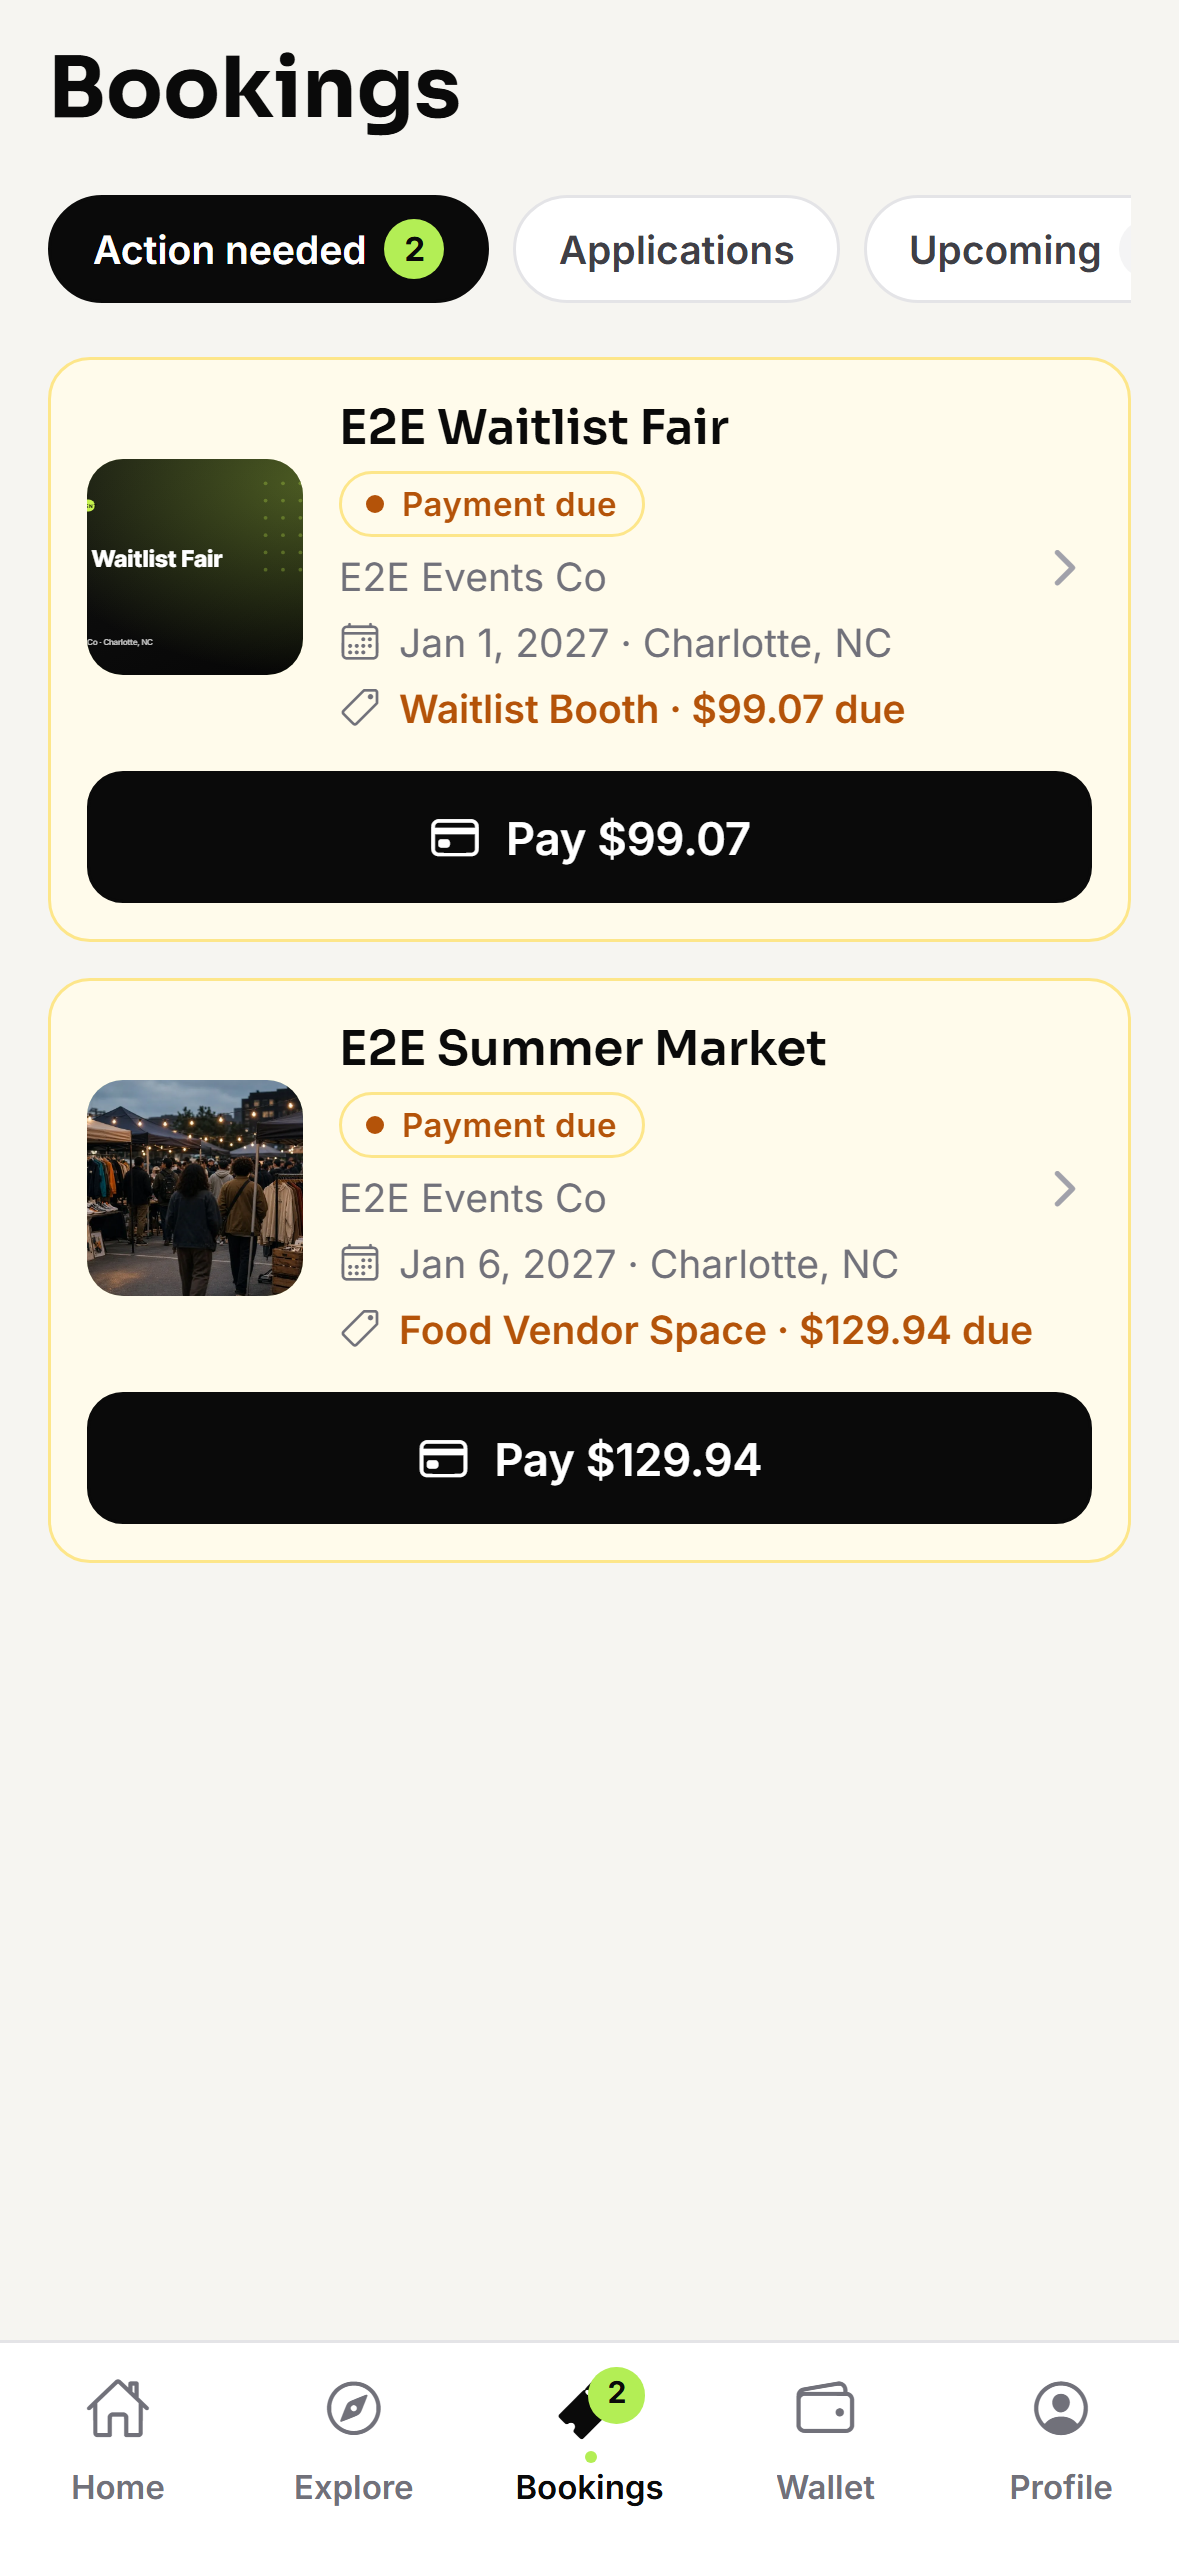 Bookings
Action needed 2
Applications
Upcoming
E2E Waitlist Fair
Payment due
E2E Events Co
Jan 1, 2027 · Charlotte, NC
Waitlist Booth · $99.07 due
Waitlist Fair
Co · Charlotte, NC
Pay $99.07
E2E Summer Market
Payment due
E2E Events Co
Jan 6, 2027 · Charlotte, NC
Food Vendor Space · $129.94 due
Pay $129.94
2
Home
Explore
Bookings
Wallet
Profile